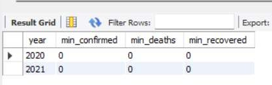 Result Grid Filter Rows: Export:
year min_confirmed min_deaths min_recovered
2020 0 0 0
2021 0 0 0